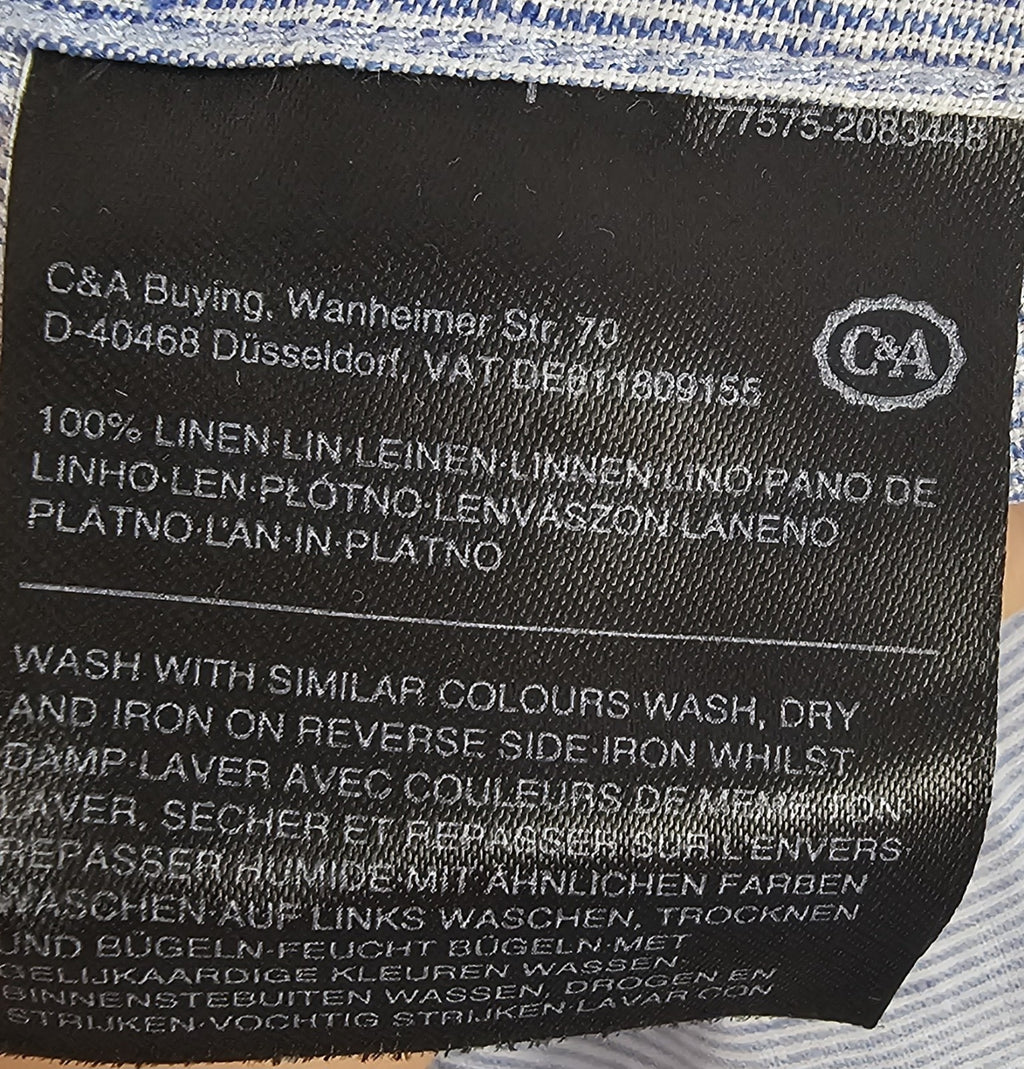 77575-2083448
C&A Buying, Wanheimer Str. 70
D-40468 Düsseldorf, VAT DE811809155
C&A
100% LINEN·LIN·LEINEN·LINNEN·LINO·PANO DE
LINHO·LEN·PŁÓTNO·LENVÁSZON·LANENO
PLATNO·ĽAN·IN·PLATNO
WASH WITH SIMILAR COLOURS·WASH, DRY
AND IRON ON REVERSE SIDE·IRON WHILST
DAMP·LAVER AVEC COULEURS DE MEME TON
LAVER, SECHER ET REPASSER SUR L'ENVERS·
REPASSER HUMIDE·MIT ÄHNLICHEN FARBEN
WASCHEN·AUF LINKS WASCHEN, TROCKNEN
UND BÜGELN·FEUCHT BÜGELN·MET
GELIJKAARDIGE KLEUREN WASSEN·
BINNENSTEBUITEN WASSEN, DROGEN EN
STRIJKEN·VOCHTIG STRIJKEN·LAVAR CON